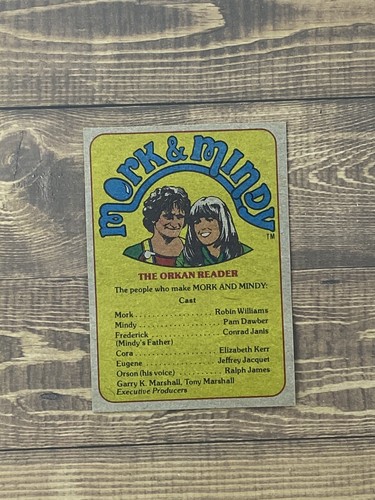 mork & mindy
TM
THE ORKAN READER
The people who make MORK AND MINDY:
Cast
Mork . . . . . . . . . . . . . . . . . . Robin Williams
Mindy . . . . . . . . . . . . . . . . . . . Pam Dawber
Frederick . . . . . . . . . . . . . . . . . Conrad Janis
(Mindy's Father)
Cora . . . . . . . . . . . . . . . . . . . Elizabeth Kerr
Eugene . . . . . . . . . . . . . . . . . Jeffrey Jacquet
Orson (his voice) . . . . . . . . . . Ralph James
Garry K. Marshall, Tony Marshall
Executive Producers